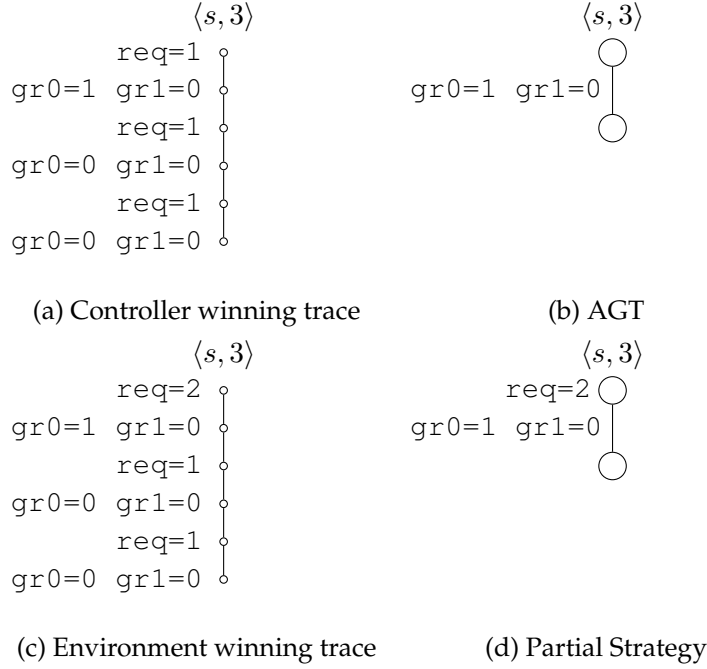 ⟨s, 3⟩
req=1
gr0=1 gr1=0
req=1
gr0=0 gr1=0
req=1
gr0=0 gr1=0
(a) Controller winning trace
⟨s, 3⟩
gr0=1 gr1=0
(b) AGT
⟨s, 3⟩
req=2
gr0=1 gr1=0
req=1
gr0=0 gr1=0
req=1
gr0=0 gr1=0
(c) Environment winning trace
⟨s, 3⟩
req=2
gr0=1 gr1=0
(d) Partial Strategy